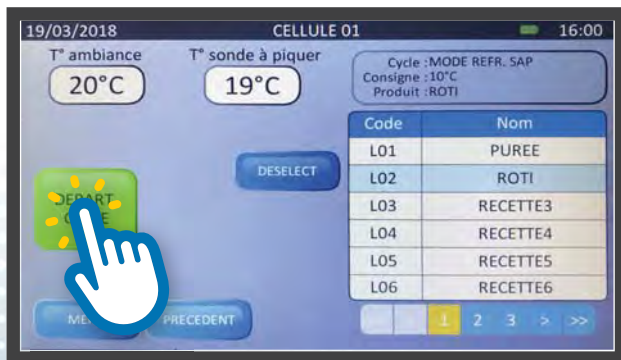 19/03/2018 CELLULE 01 16:00
T° ambiance T° sonde à piquer
20°C 19°C
Cycle :MODE REFR. SAP
Consigne :10°C
Produit :ROTI
Code Nom
L01 PUREE
L02 ROTI
L03 RECETTE3
L04 RECETTE4
L05 RECETTE5
L06 RECETTE6
DESELECT
DEPART
PRECEDENT
1 2 3 > >>